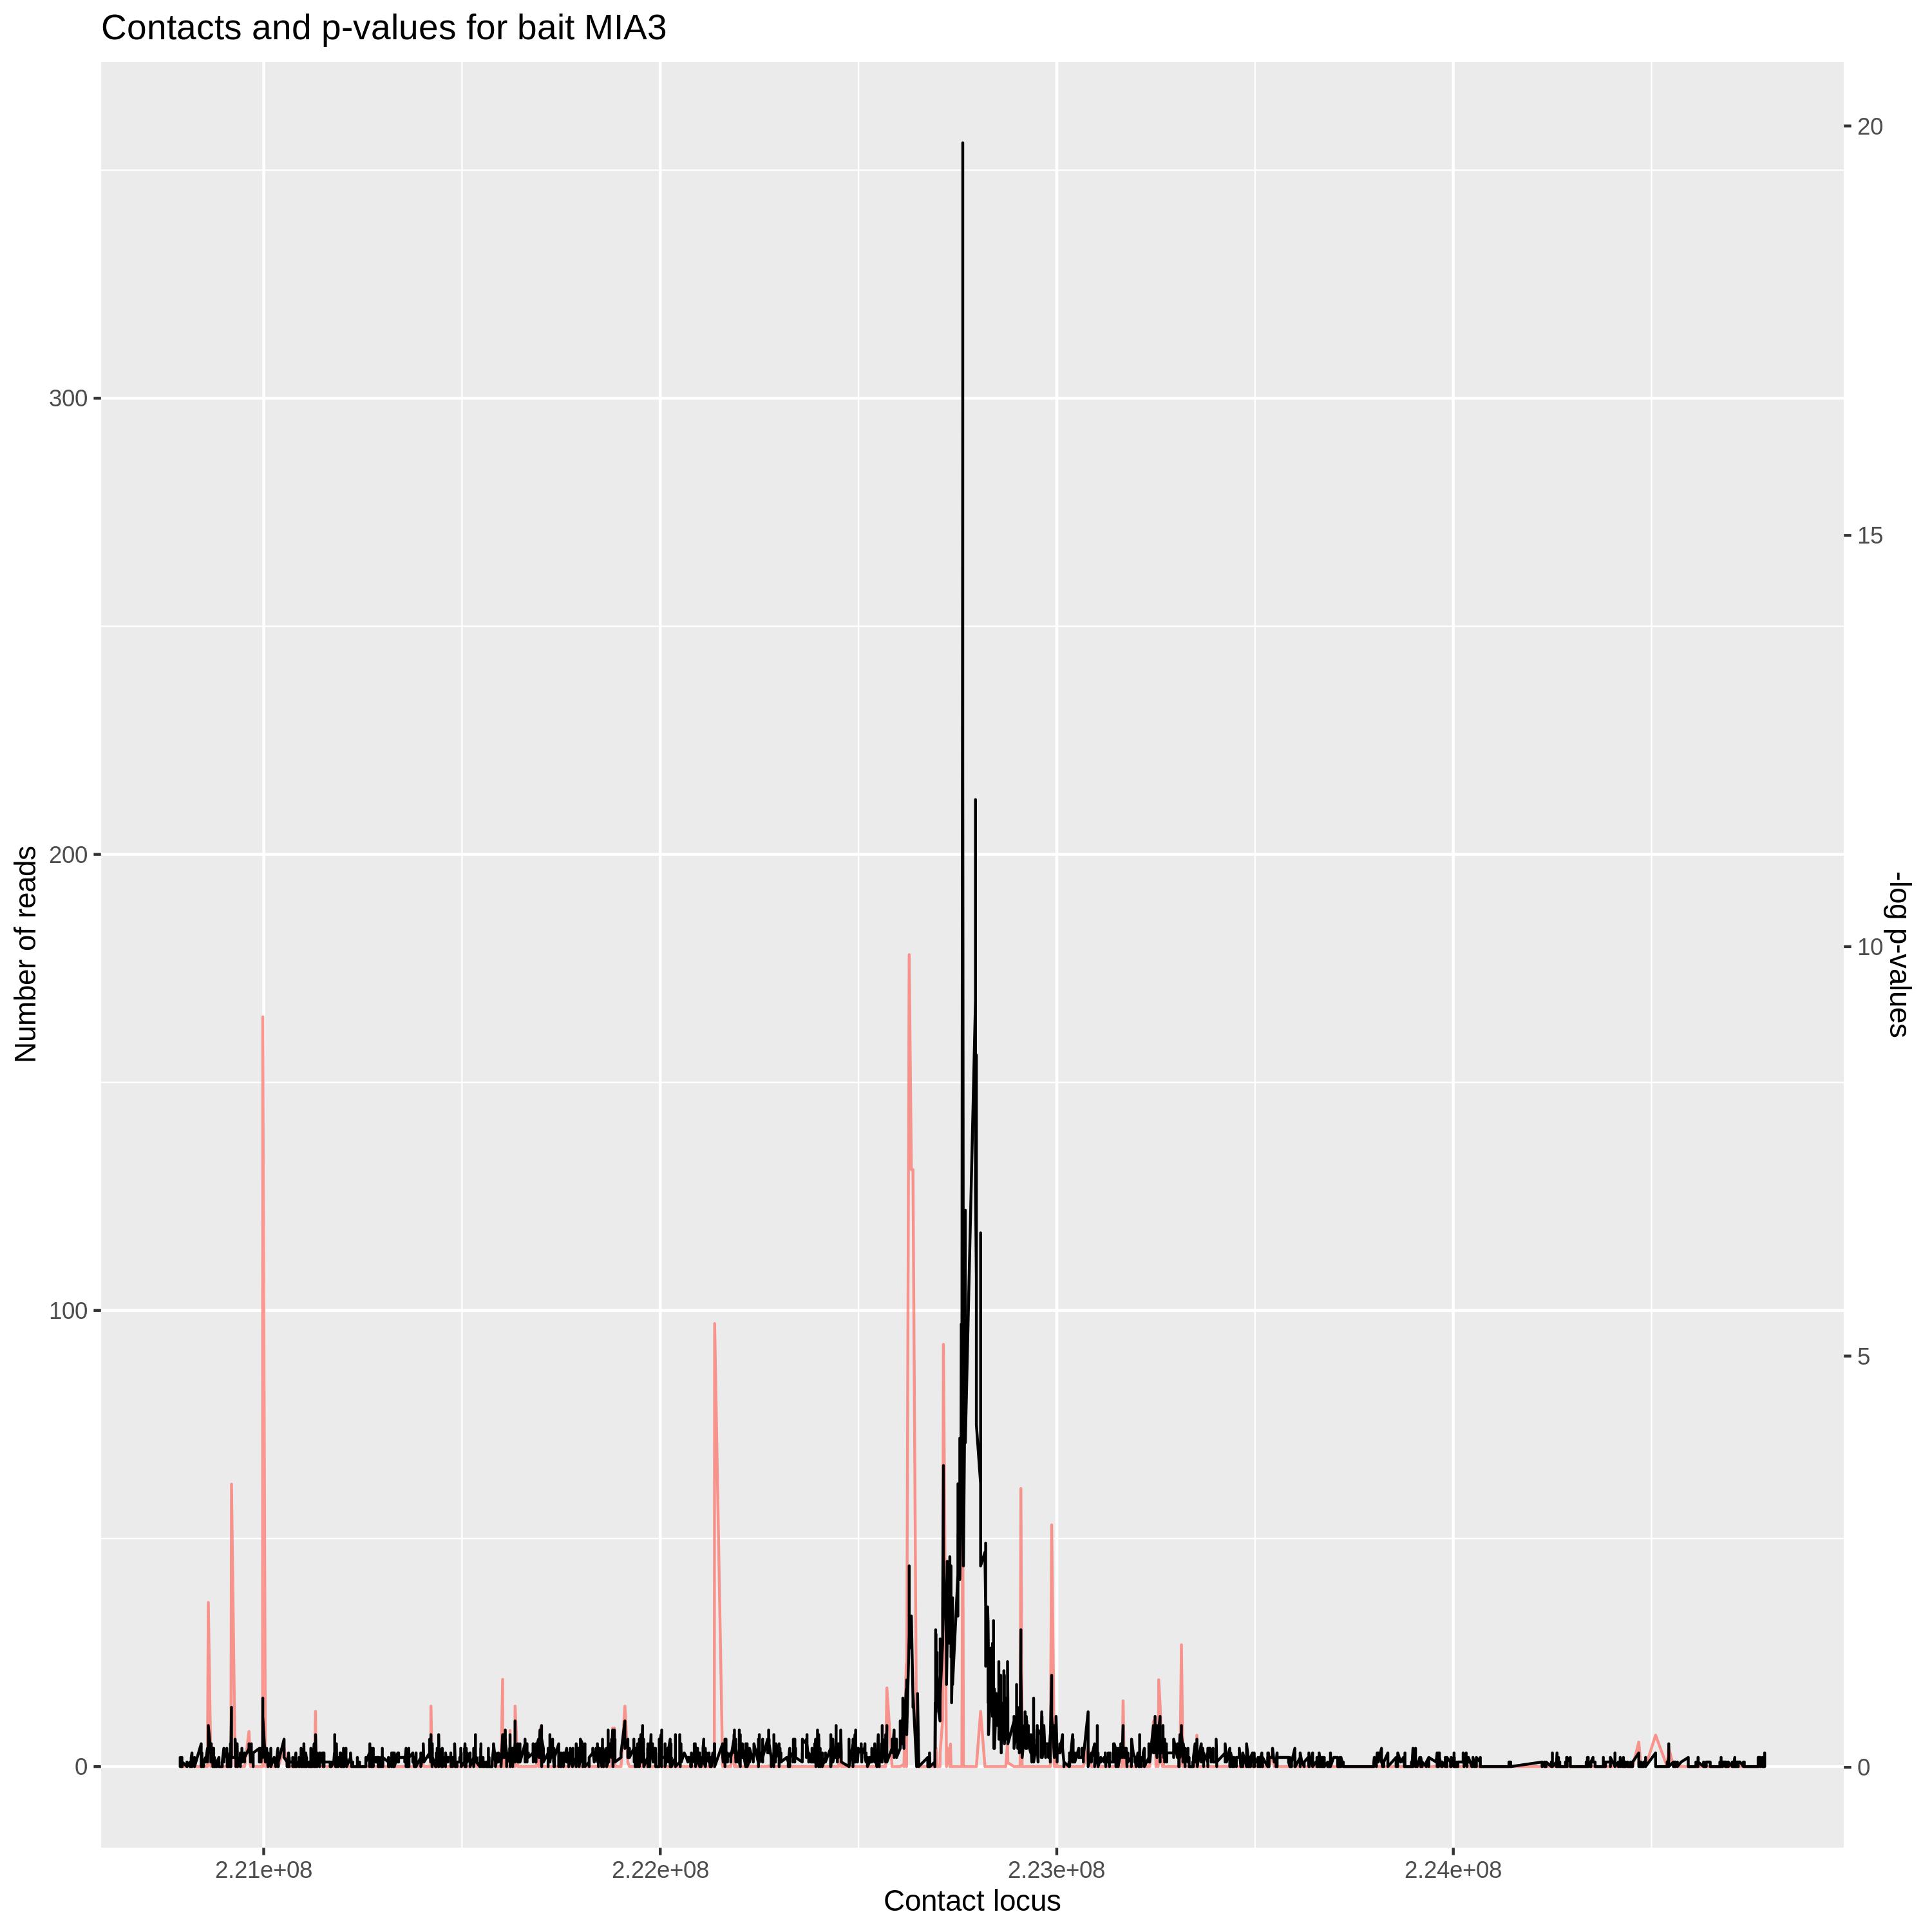 Contacts and p-values for bait MIA3
Number of reads
300
200
100
0
20
15
10
5
0
-log p-values
2.21e+08
2.22e+08
2.23e+08
2.24e+08
Contact locus